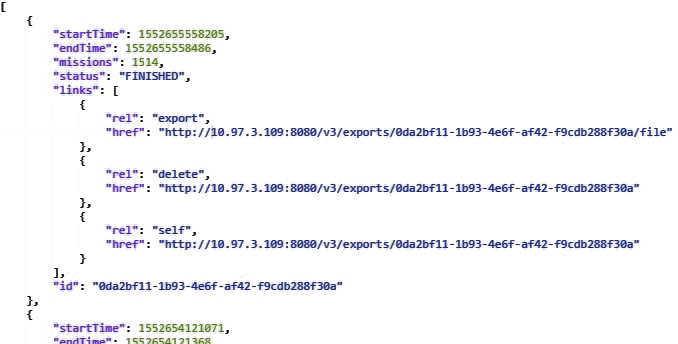 [
{
"startTime": 1552655558205,
"endTime": 1552655558486,
"missions": 1514,
"status": "FINISHED",
"links": [
{
"rel": "export",
"href": "http://10.97.3.109:8080/v3/exports/0da2bf11-1b93-4e6f-af42-f9cdb288f30a/file"
},
{
"rel": "delete",
"href": "http://10.97.3.109:8080/v3/exports/0da2bf11-1b93-4e6f-af42-f9cdb288f30a"
},
{
"rel": "self",
"href": "http://10.97.3.109:8080/v3/exports/0da2bf11-1b93-4e6f-af42-f9cdb288f30a"
}
],
"id": "0da2bf11-1b93-4e6f-af42-f9cdb288f30a"
},
{
"startTime": 1552654121071,
"endTime": 1552654121368,